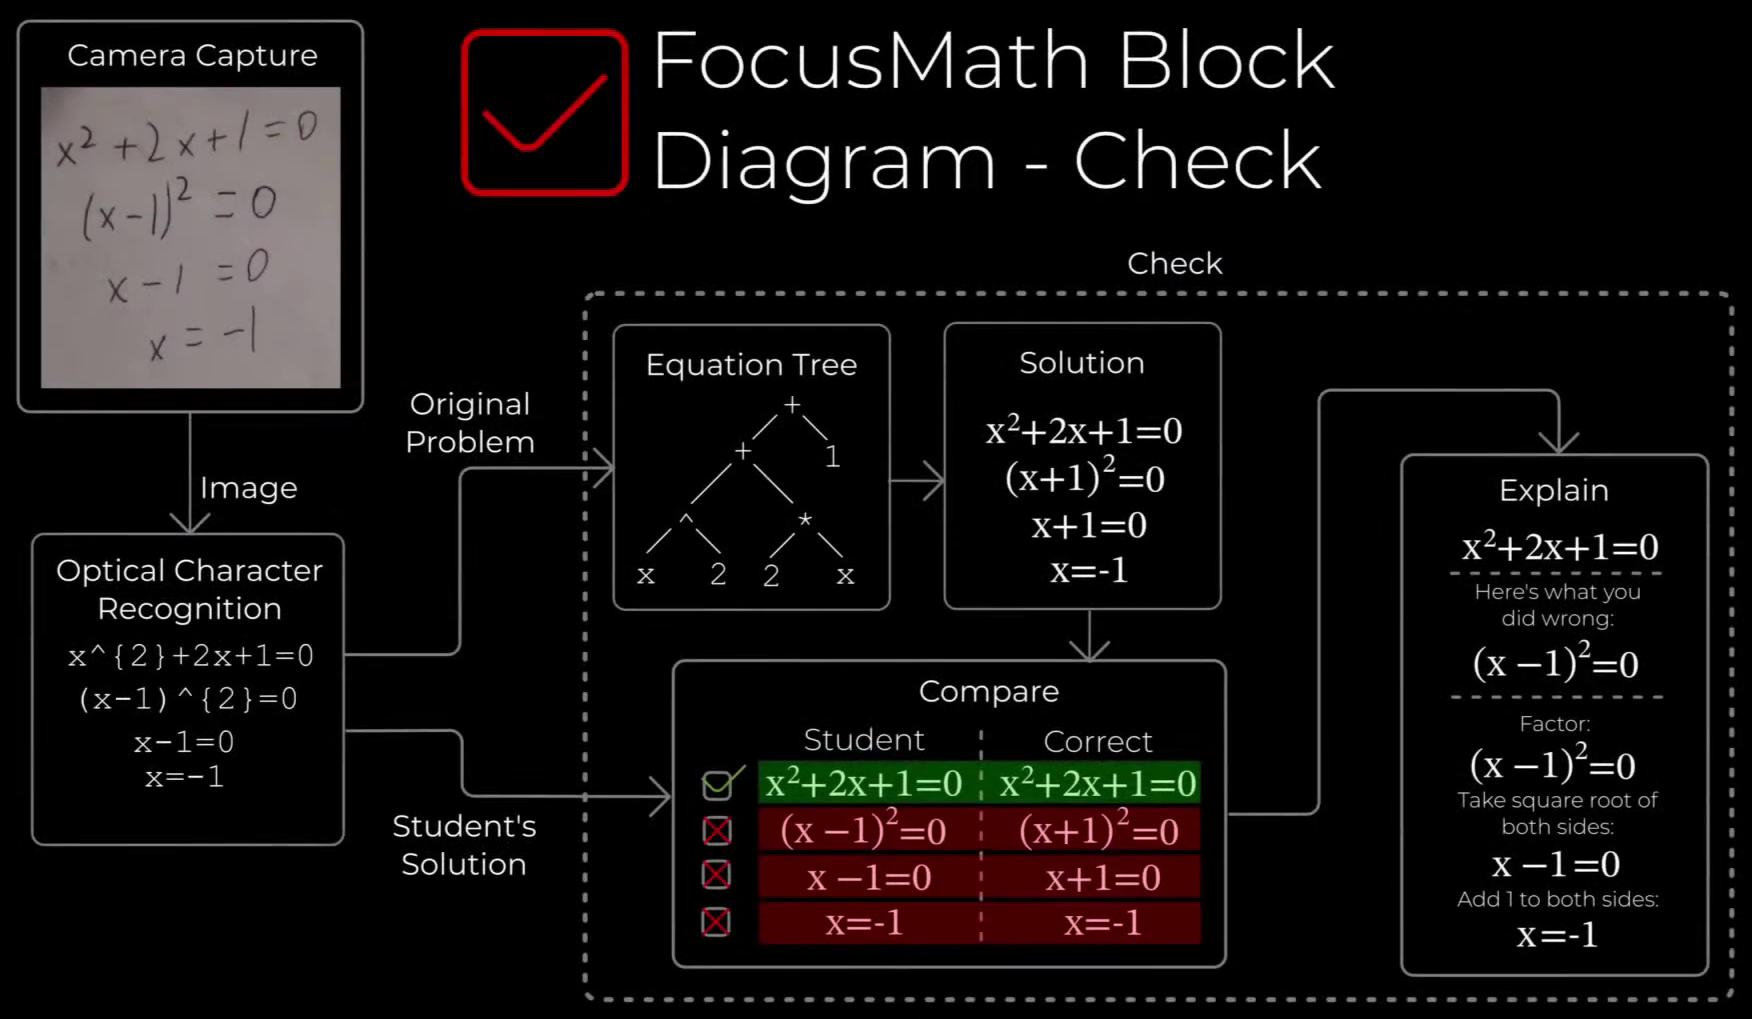 FocusMath Block
Diagram - Check
Camera Capture
x² + 2x + 1 = 0
(x - 1)² = 0
x - 1 = 0
x = -1
Image
Optical Character
Recognition
x^{2}+2x+1=0
(x-1)^{2}=0
x-1=0
x=-1
Original
Problem
Student's
Solution
Check
Equation Tree
+
+ 1
^ *
x 2 2 x
Solution
x²+2x+1=0
(x+1)²=0
x+1=0
x=-1
Compare
Student Correct
x²+2x+1=0 x²+2x+1=0
(x −1)²=0 (x+1)²=0
x −1=0 x+1=0
x=-1 x=-1
Explain
x²+2x+1=0
Here's what you
did wrong:
(x −1)²=0
Factor:
(x −1)²=0
Take square root of
both sides:
x −1=0
Add 1 to both sides:
x=-1